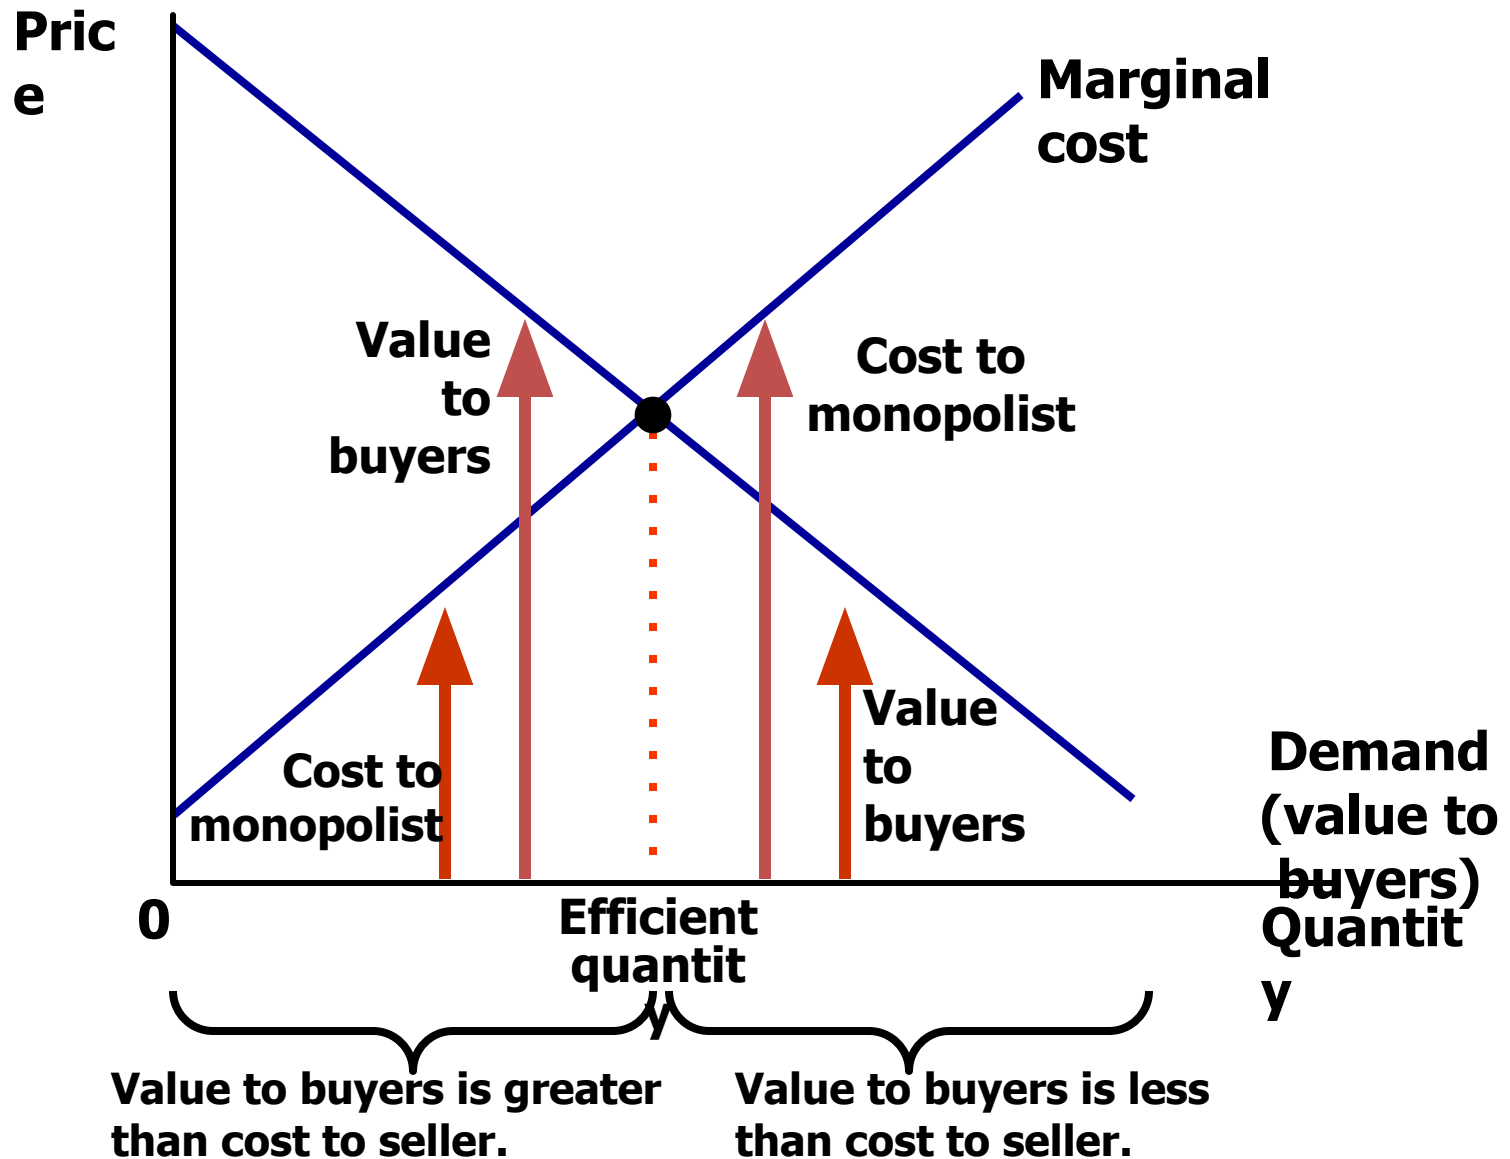 Pric
e
Marginal
cost
Value
to
buyers
Cost to
monopolist
Cost to
monopolist
Value
to
buyers
Demand
(value to
buyers)
0
Efficient
quantit
y
Quantit
y
Value to buyers is greater
than cost to seller.
Value to buyers is less
than cost to seller.